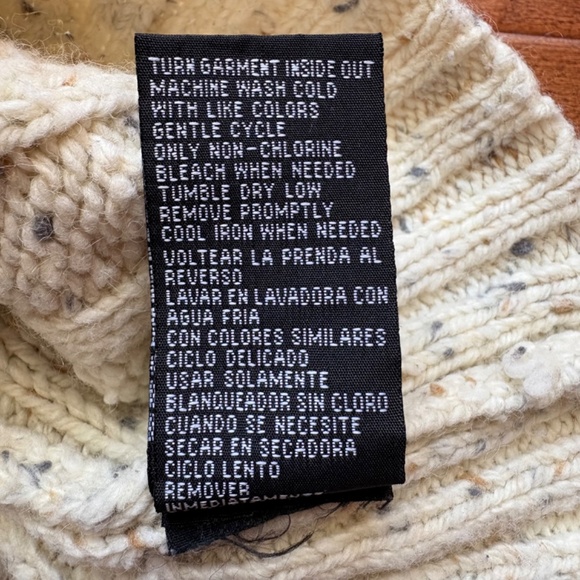 TURN GARMENT INSIDE OUT
MACHINE WASH COLD
WITH LIKE COLORS
GENTLE CYCLE
ONLY NON-CHLORINE
BLEACH WHEN NEEDED
TUMBLE DRY LOW
REMOVE PROMPTLY
COOL IRON WHEN NEEDED
VOLTEAR LA PRENDA AL
REVERSO
LAVAR EN LAVADORA CON
AGUA FRIA
CON COLORES SIMILARES
CICLO DELICADO
USAR SOLAMENTE
BLANQUEADOR SIN CLORO
CUANDO SE NECESITE
SECAR EN SECADORA
CICLO LENTO
REMOVER
INMEDIATAMENTE